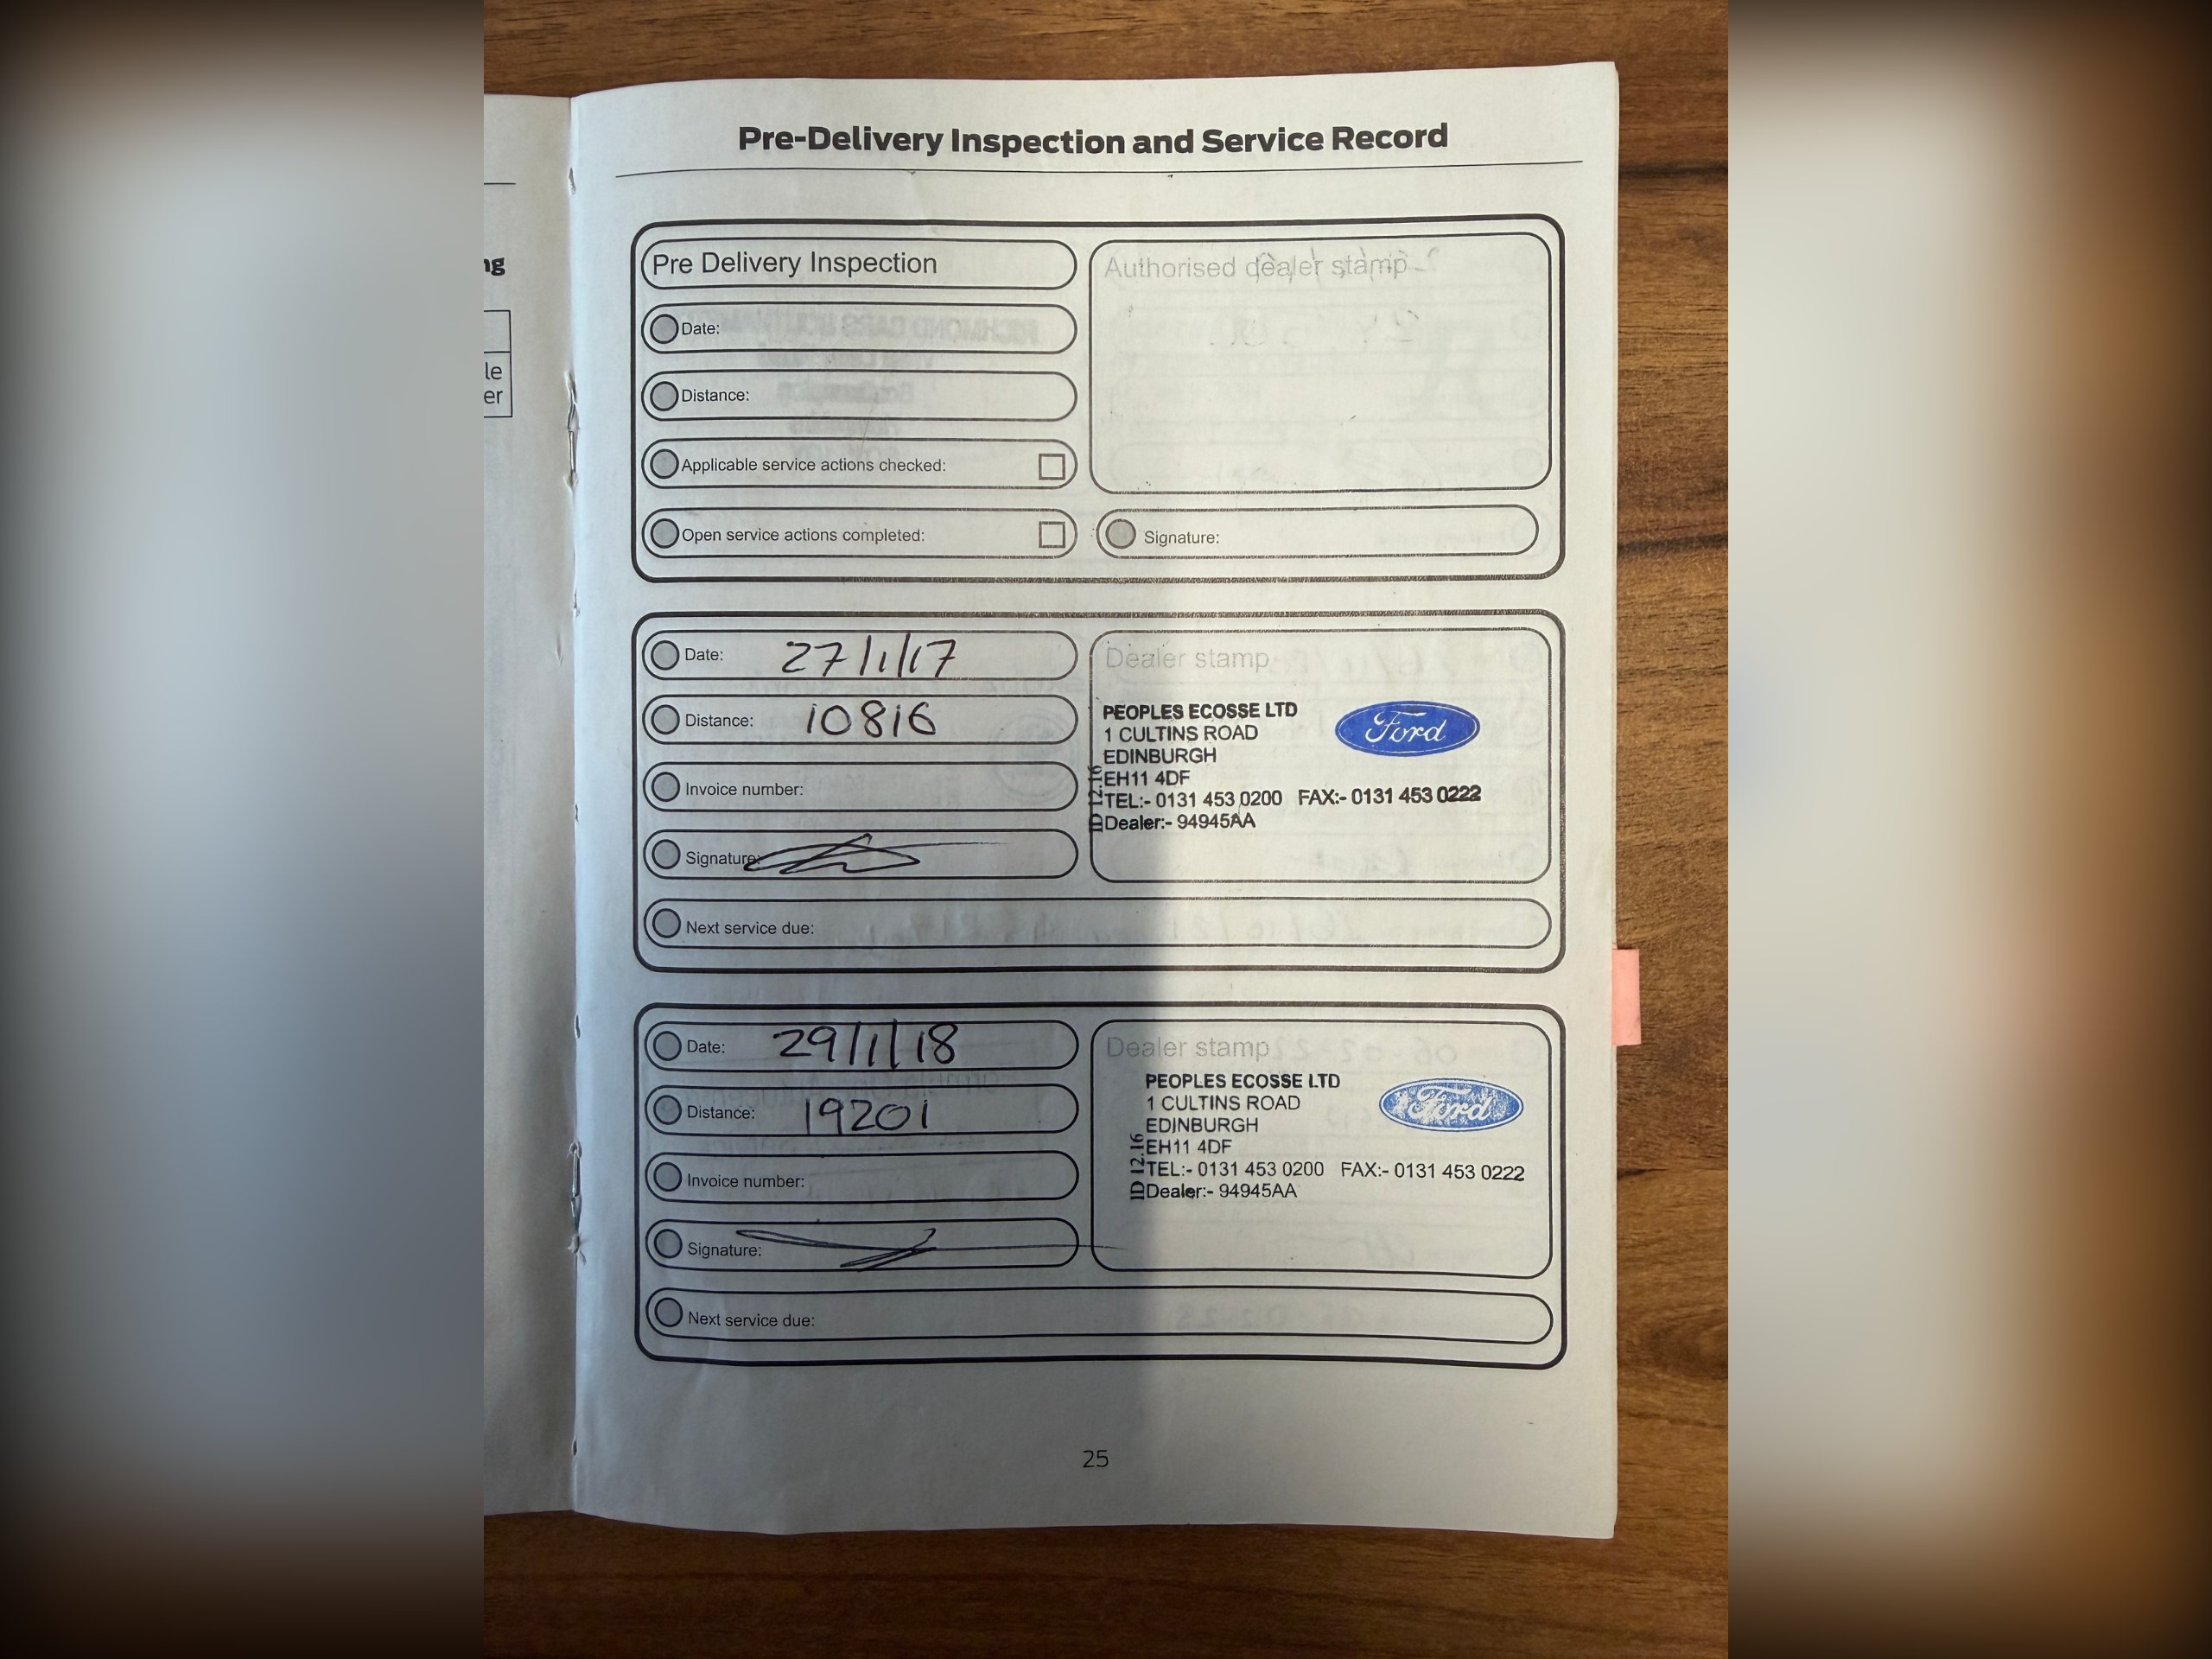 Pre-Delivery Inspection and Service Record
ng
le
er
Pre Delivery Inspection
Authorised dealer stamp
Date:
Distance:
Applicable service actions checked:
Open service actions completed:
Signature:
Date: 27/1/17
Dealer stamp
Distance: 10816
PEOPLES ECOSSE LTD
1 CULTINS ROAD
EDINBURGH
EH11 4DF
TEL:- 0131 453 0200 FAX:- 0131 453 0222
Dealer:- 94945AA
ID 12.16
Ford
Invoice number:
Signature:
Next service due:
Date: 29/1/18
Dealer stamp
Distance: 19201
PEOPLES ECOSSE LTD
1 CULTINS ROAD
EDINBURGH
EH11 4DF
TEL:- 0131 453 0200 FAX:- 0131 453 0222
Dealer:- 94945AA
ID 12.16
Ford
Invoice number:
Signature:
Next service due:
25